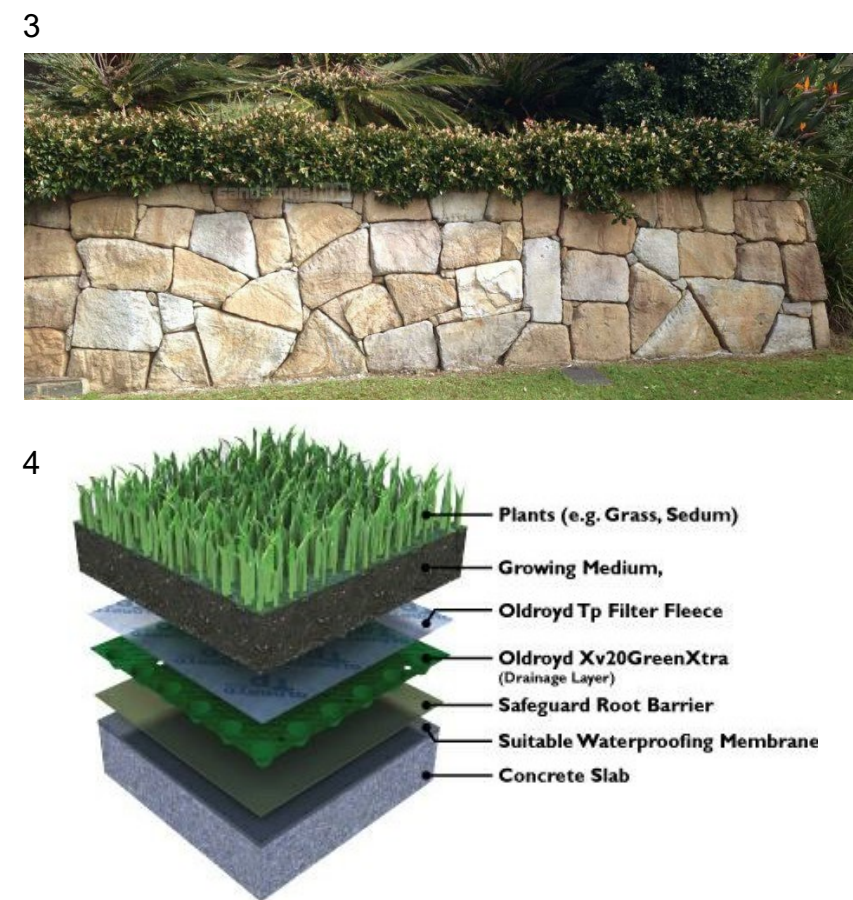 3
4
Plants (e.g. Grass, Sedum)
Growing Medium,
Oldroyd Tp Filter Fleece
Oldroyd Xv20GreenXtra
(Drainage Layer)
Safeguard Root Barrier
Suitable Waterproofing Membrane
Concrete Slab